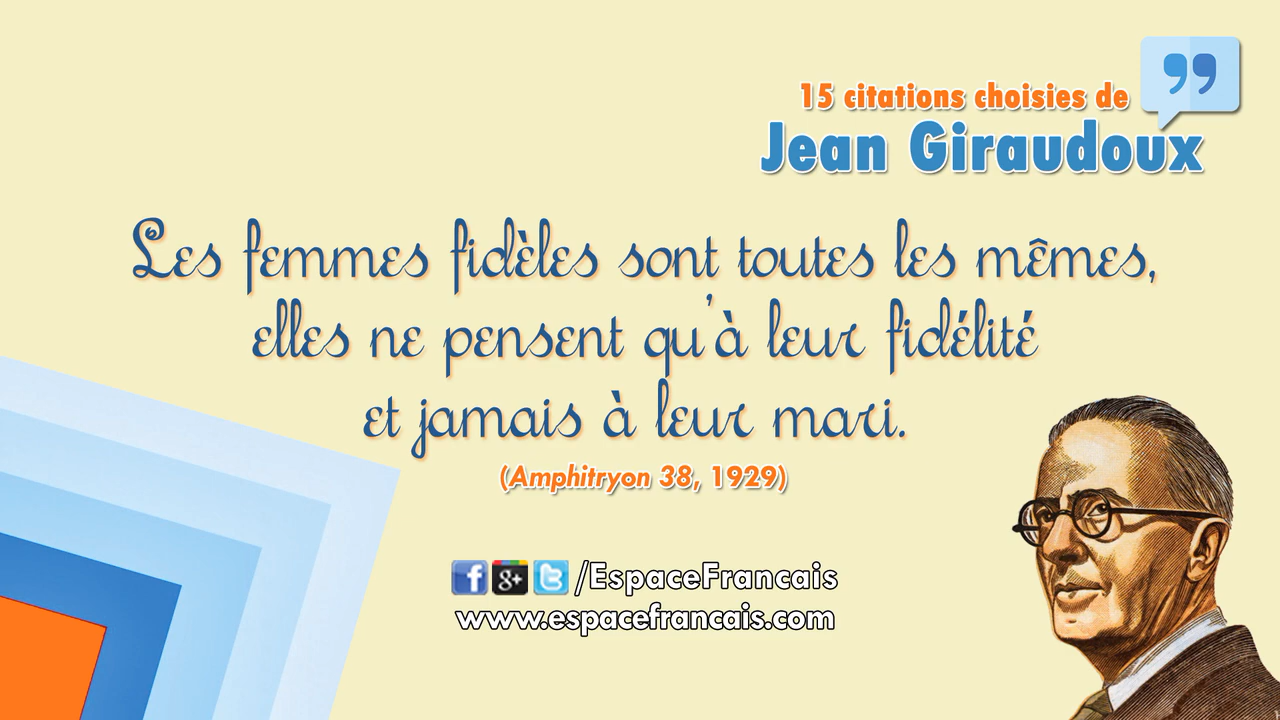 15 citations choisies de
Jean Giraudoux
Les femmes fidèles sont toutes les mêmes,
elles ne pensent qu'à leur fidélité
et jamais à leur mari.
(Amphitryon 38, 1929)
/EspaceFrancais
www.espacefrancais.com